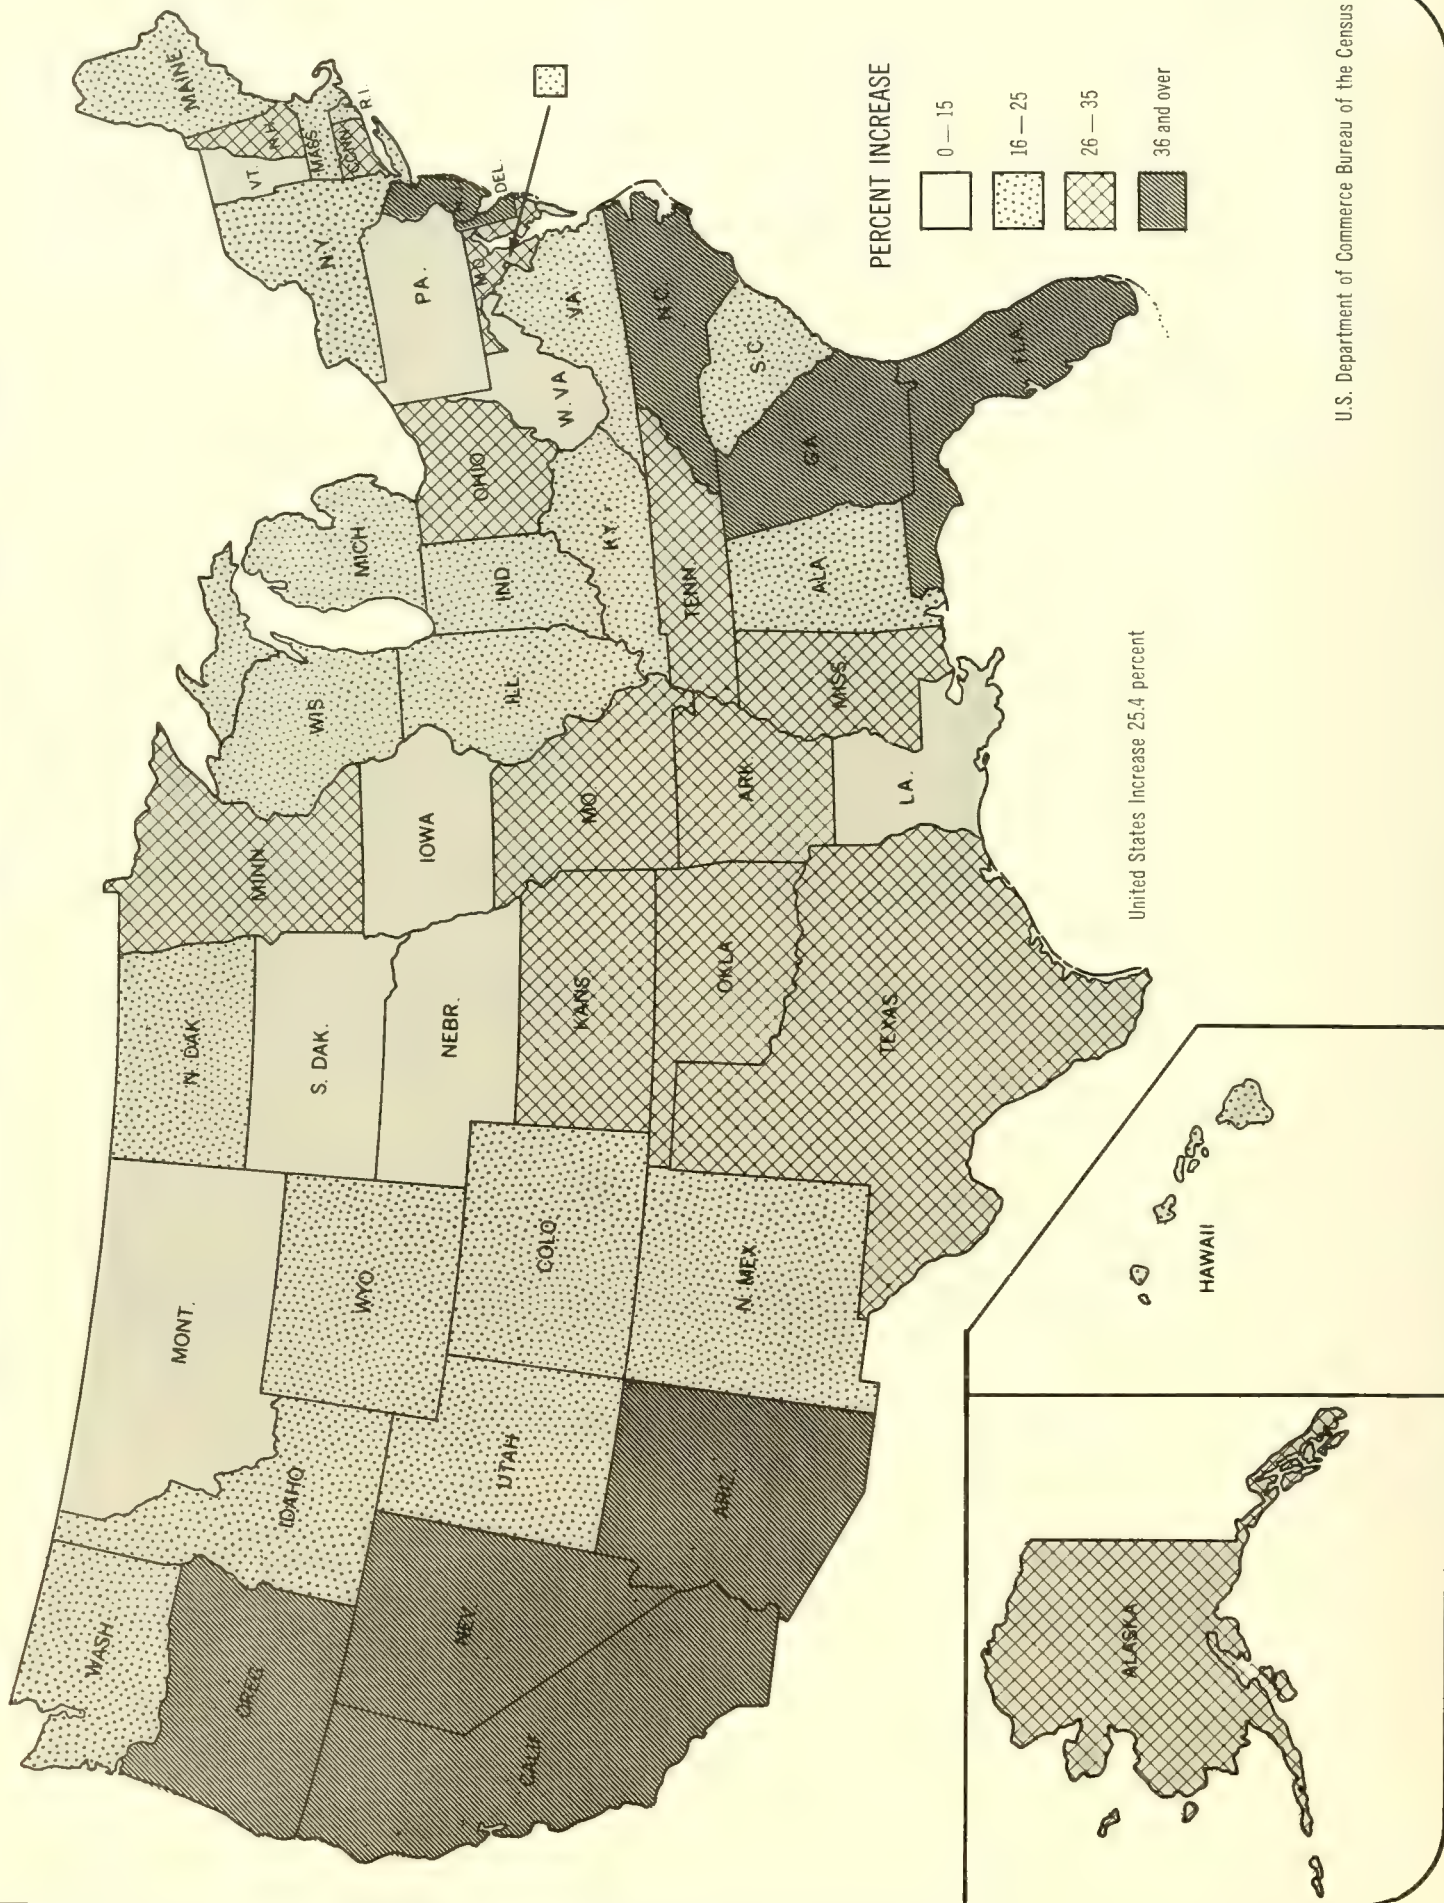 WASH
OREG
CALIF
NEV.
IDAHO
MONT.
WYO
UTAH
ARIZ
COLO
N. MEX
N. DAK
S. DAK
NEBR.
KANS
OKLA
TEXAS
MINN
IOWA
MO
ARK
LA.
WIS
ILL
MICH
IND
OHIO
KY.
TENN
MISS.
ALA
GA
FLA.
S.C.
N.C.
VA
W. VA
MD.
DEL.
PA
N.J.
N.Y
VT.
N.H.
MAINE
MASS
CONN
R.I.
ALASKA
HAWAII
United States Increase 25.4 percent
PERCENT INCREASE
0 — 15
16 — 25
26 — 35
36 and over
U.S. Department of Commerce Bureau of the Census